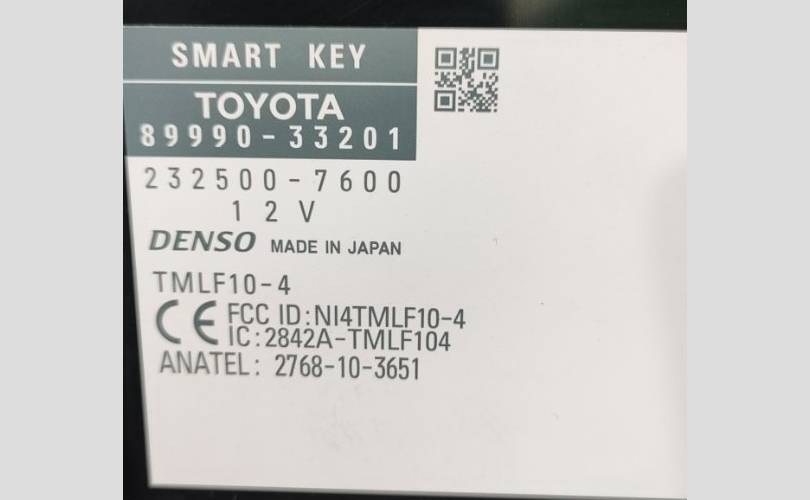 SMART KEY
TOYOTA
89990-33201
232500-7600
12V
DENSO MADE IN JAPAN
TMLF10-4
CE FCC ID:NI4TMLF10-4
IC:2842A-TMLF104
ANATEL: 2768-10-3651